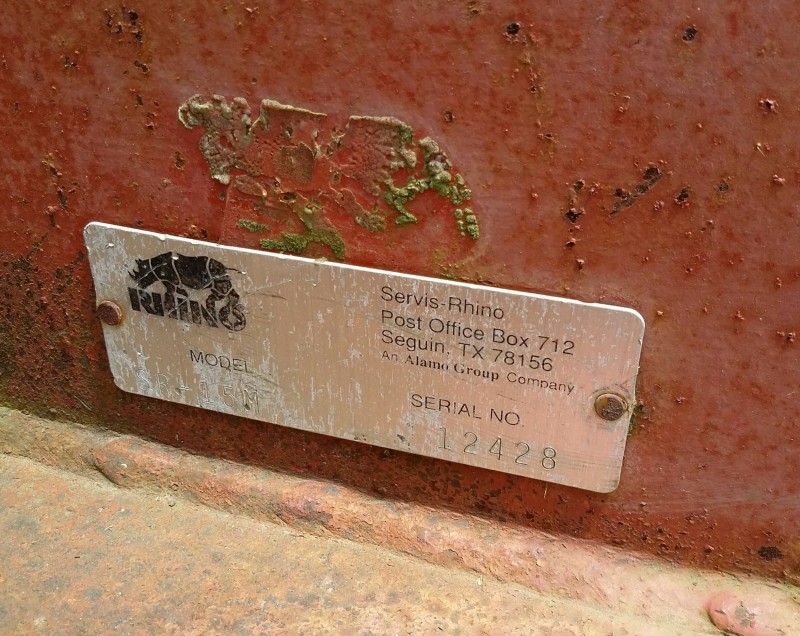 RHINO
Servis-Rhino
Post Office Box 712
Seguin, TX 78156
An Alamo Group Company
MODEL
SERIAL NO.
12428